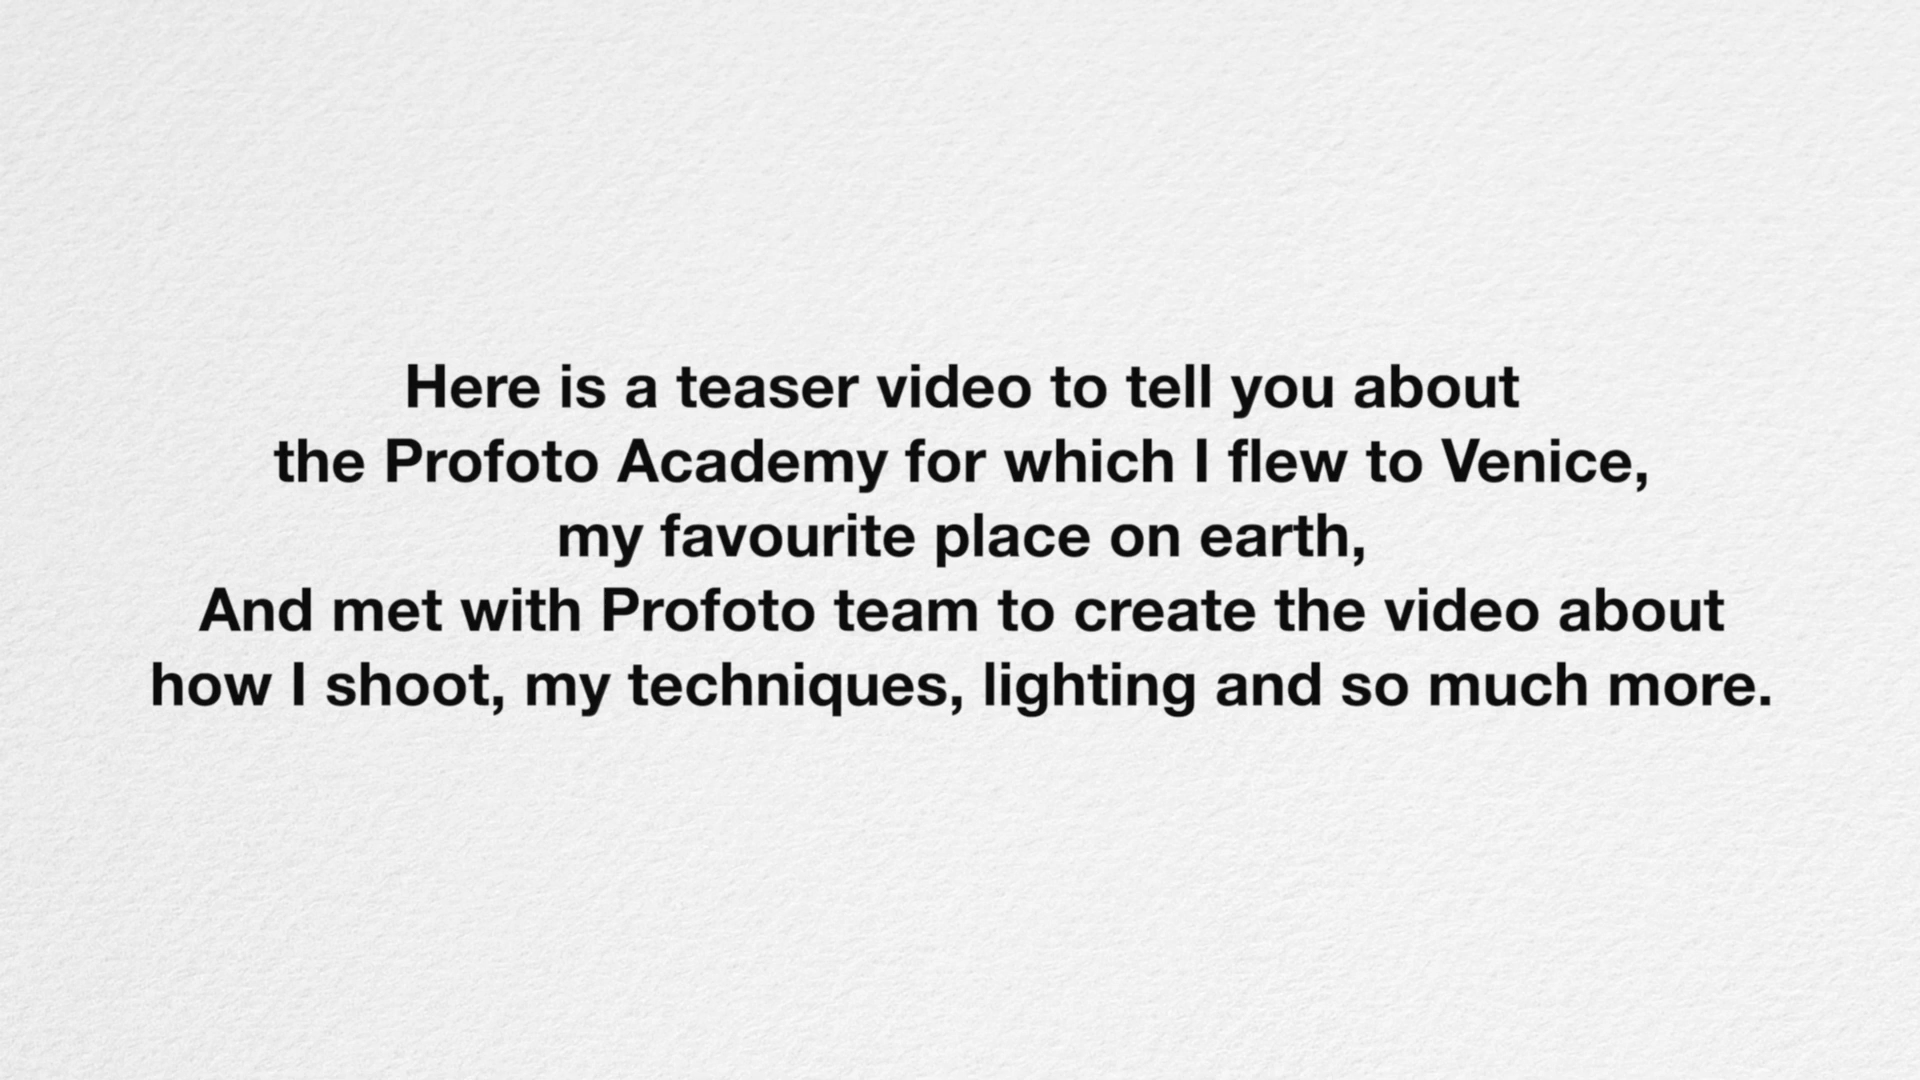 Here is a teaser video to tell you about
the Profoto Academy for which I flew to Venice,
my favourite place on earth,
And met with Profoto team to create the video about
how I shoot, my techniques, lighting and so much more.